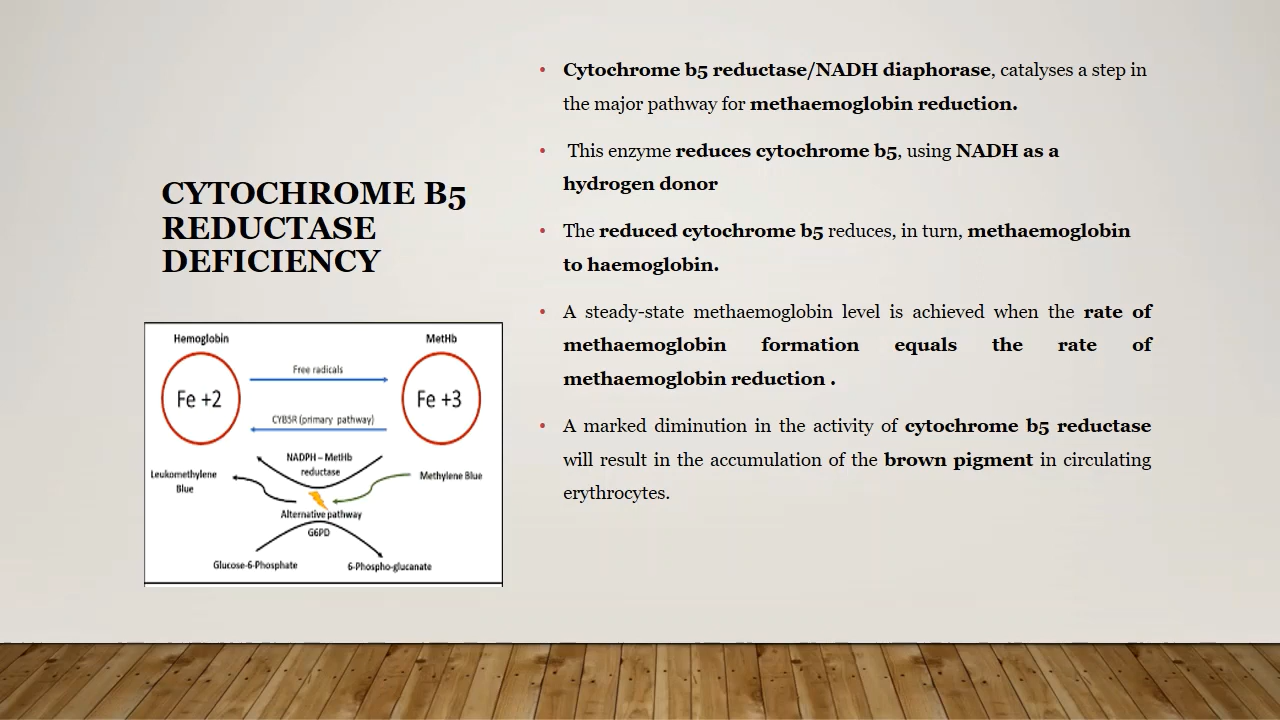 CYTOCHROME B5
REDUCTASE
DEFICIENCY
Hemoglobin
MetHb
Free radicals
Fe +2
Fe +3
CYB5R (primary pathway)
NADPH – MetHb
reductase
Leukomethylene
Blue
Methylene Blue
Alternative pathway
G6PD
Glucose-6-Phosphate
6-Phospho-glucanate
• Cytochrome b5 reductase/NADH diaphorase, catalyses a step in
the major pathway for methaemoglobin reduction.
• This enzyme reduces cytochrome b5, using NADH as a
hydrogen donor
• The reduced cytochrome b5 reduces, in turn, methaemoglobin
to haemoglobin.
• A steady-state methaemoglobin level is achieved when the rate of
methaemoglobin formation equals the rate of
methaemoglobin reduction .
• A marked diminution in the activity of cytochrome b5 reductase
will result in the accumulation of the brown pigment in circulating
erythrocytes.